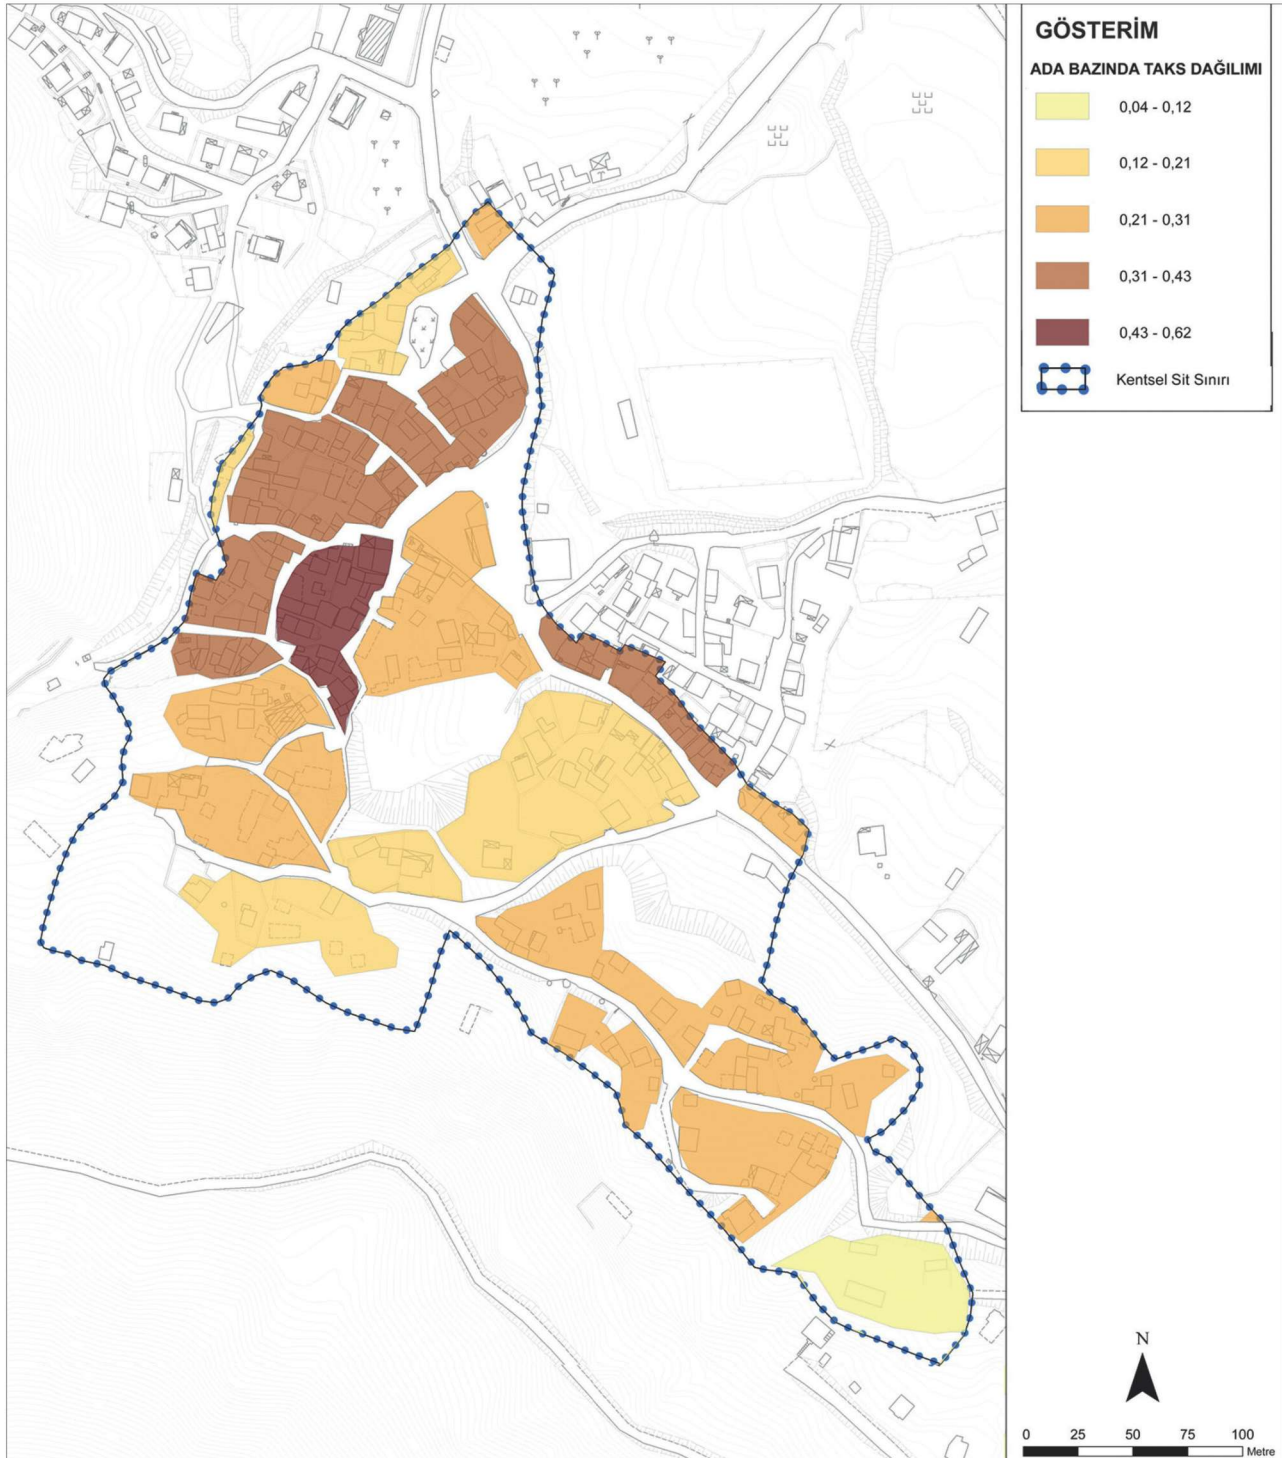 GÖSTERİM
ADA BAZINDA TAKS DAĞILIMI
0,04 - 0,12
0,12 - 0,21
0,21 - 0,31
0,31 - 0,43
0,43 - 0,62
Kentsel Sit Sınırı
N
0 25 50 75 100
Metre